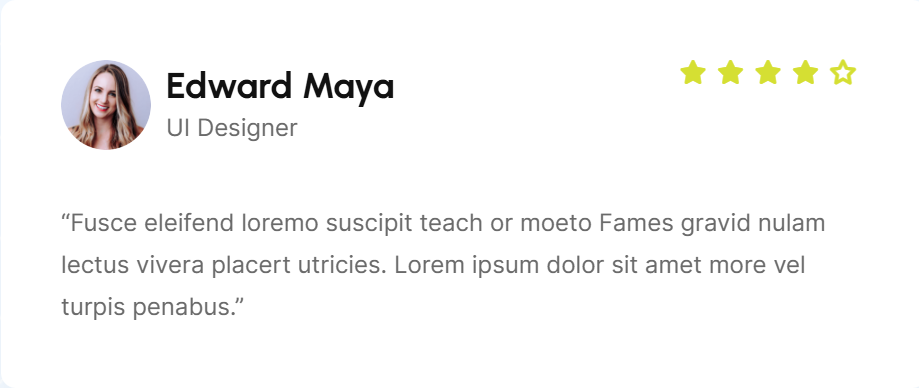 Edward Maya
UI Designer
“Fusce eleifend loremo suscipit teach or moeto Fames gravid nulam
lectus vivera placert utricies. Lorem ipsum dolor sit amet more vel
turpis penabus.”